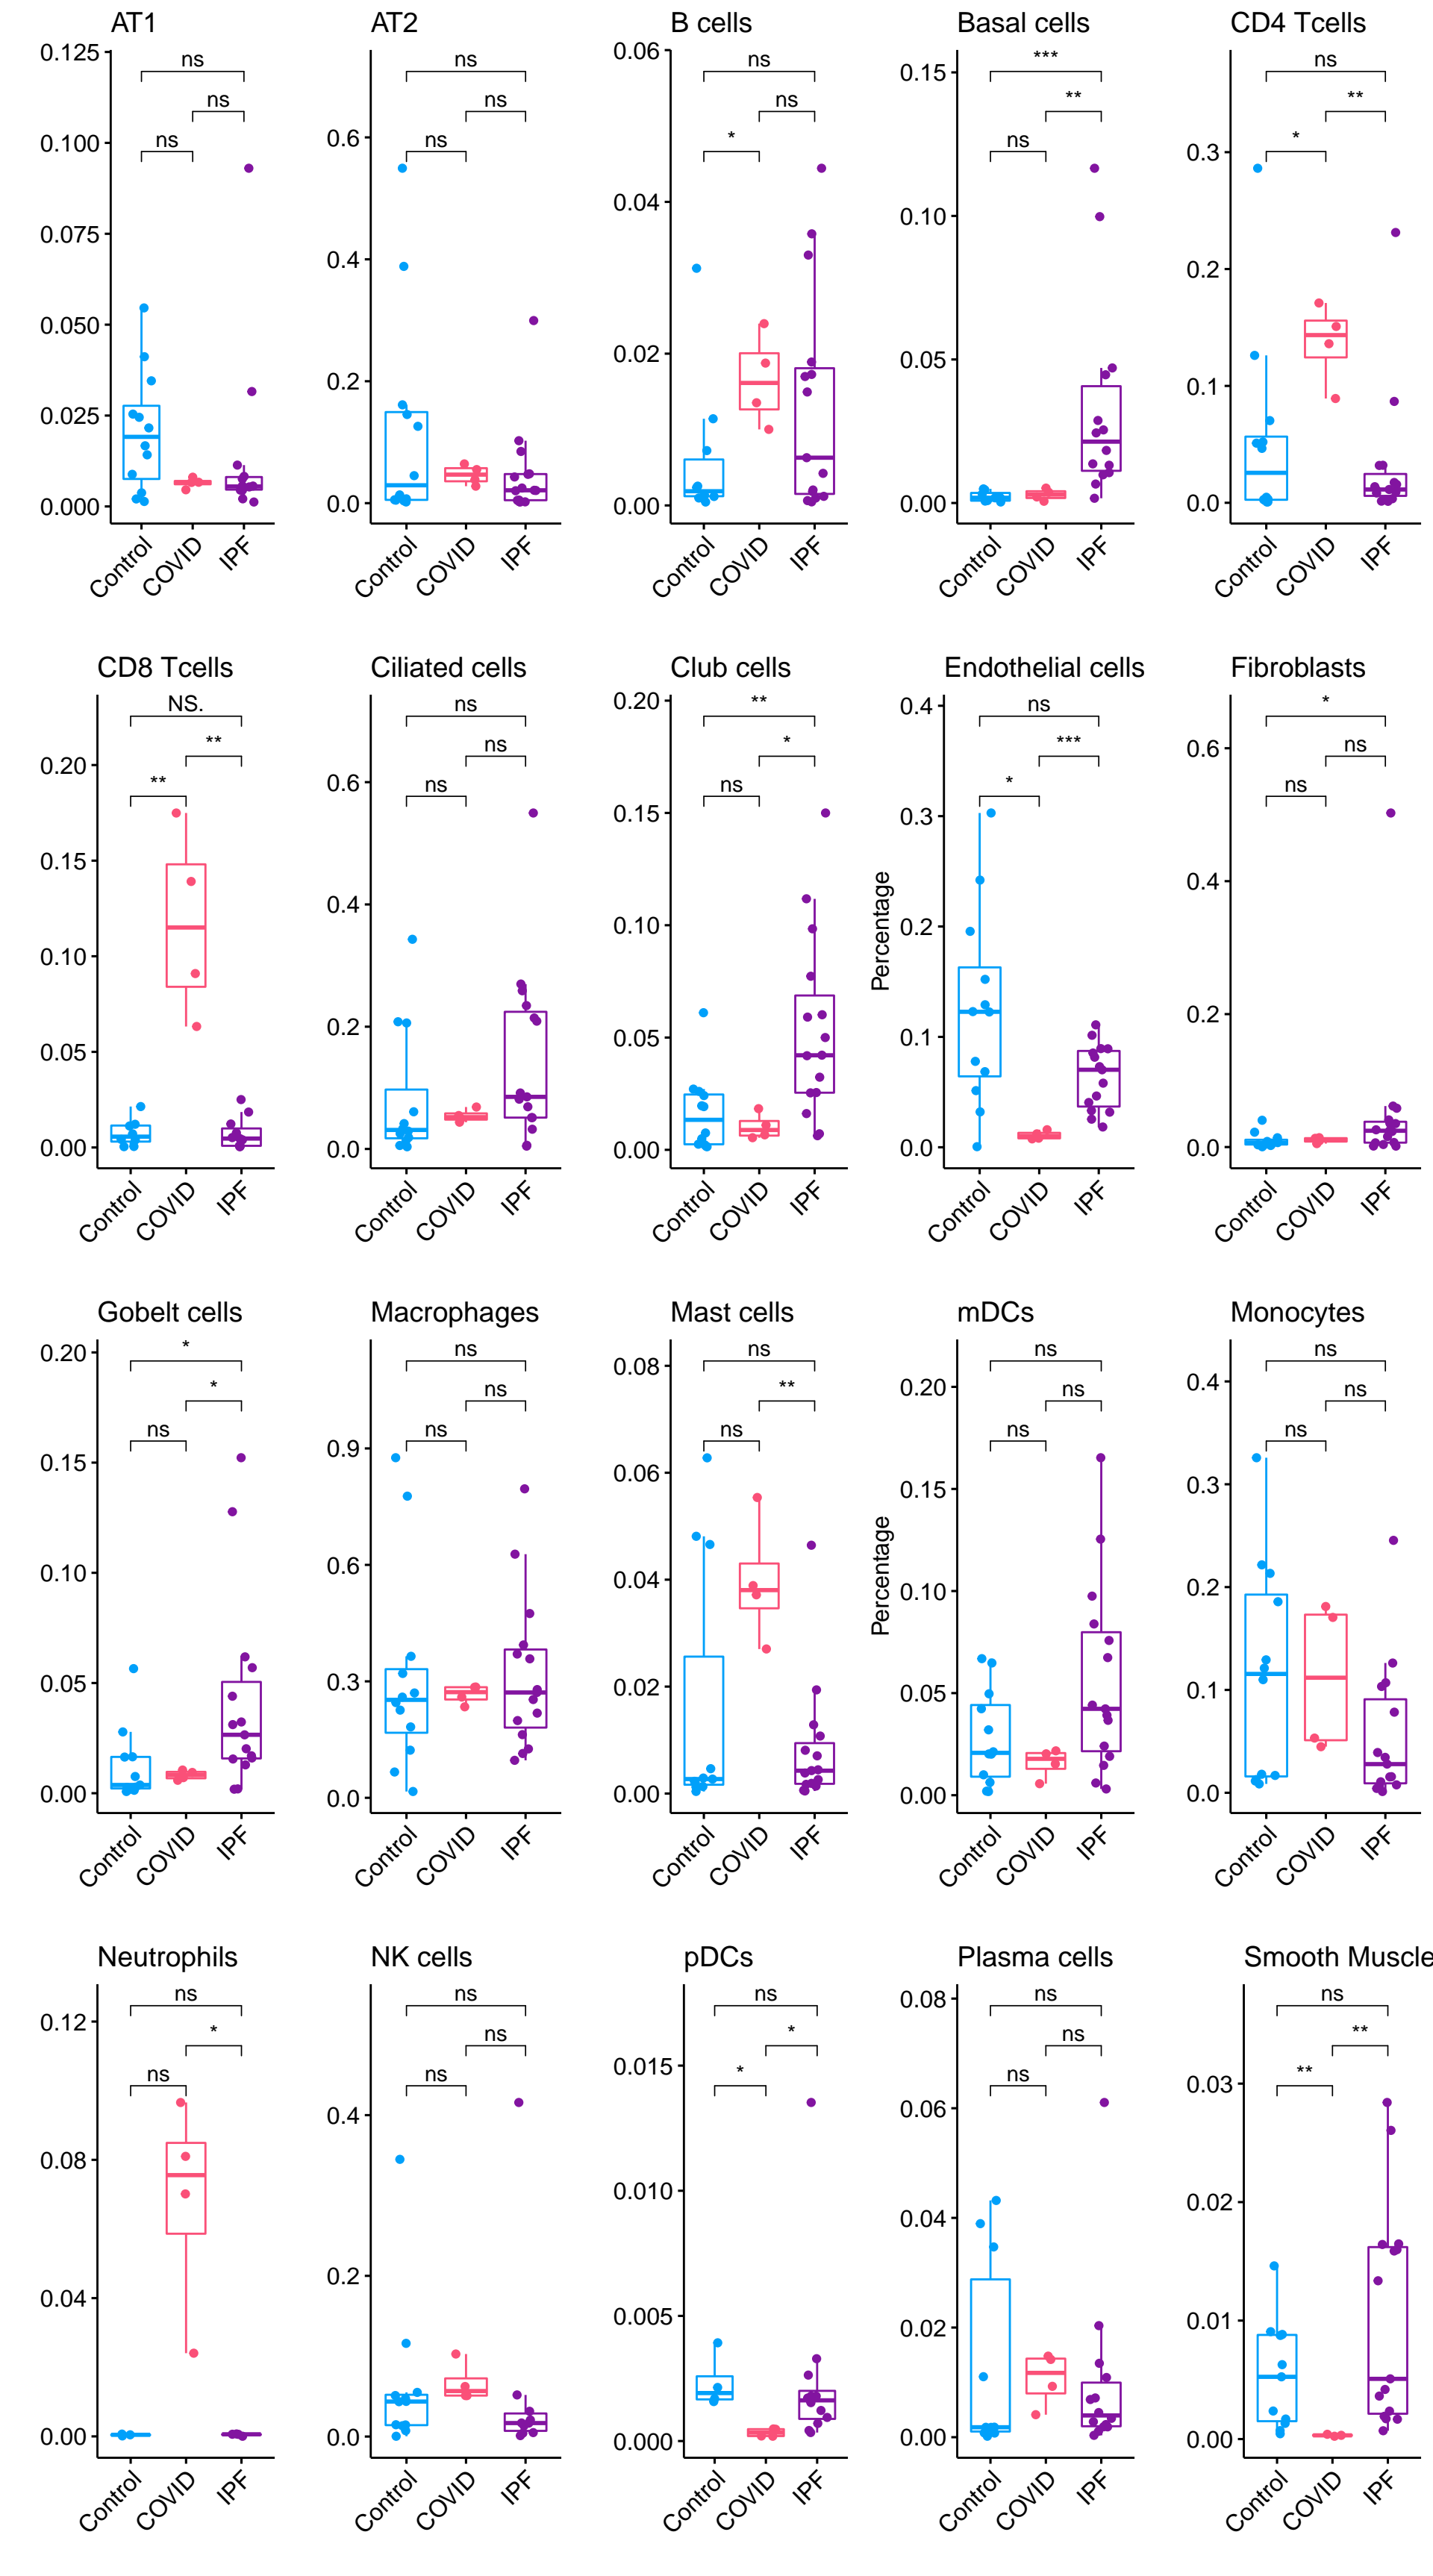 AT1
AT2
B cells
Basal cells
CD4 Tcells
0.125
0.100
0.075
0.050
0.025
0.000
ns
ns
ns
Control
COVID
IPF
0.6
0.4
0.2
0.0
ns
ns
ns
Control
COVID
IPF
0.06
0.04
0.02
0.00
ns
ns
*
Control
COVID
IPF
0.15
0.10
0.05
0.00
***
**
ns
Control
COVID
IPF
0.3
0.2
0.1
0.0
ns
**
*
Control
COVID
IPF
CD8 Tcells
Ciliated cells
Club cells
Endothelial cells
Fibroblasts
0.20
0.15
0.10
0.05
0.00
NS.
**
**
Control
COVID
IPF
0.6
0.4
0.2
0.0
ns
ns
ns
Control
COVID
IPF
0.20
0.15
0.10
0.05
0.00
**
*
ns
Control
COVID
IPF
Percentage
0.4
0.3
0.2
0.1
0.0
ns
***
*
Control
COVID
IPF
0.6
0.4
0.2
0.0
*
ns
ns
Control
COVID
IPF
Gobelt cells
Macrophages
Mast cells
mDCs
Monocytes
0.20
0.15
0.10
0.05
0.00
*
*
ns
Control
COVID
IPF
0.9
0.6
0.3
0.0
ns
ns
ns
Control
COVID
IPF
0.08
0.06
0.04
0.02
0.00
ns
**
ns
Control
COVID
IPF
Percentage
0.20
0.15
0.10
0.05
0.00
ns
ns
ns
Control
COVID
IPF
0.4
0.3
0.2
0.1
0.0
ns
ns
ns
Control
COVID
IPF
Neutrophils
NK cells
pDCs
Plasma cells
Smooth Muscle
0.12
0.08
0.04
0.00
ns
*
ns
Control
COVID
IPF
0.4
0.2
0.0
ns
ns
ns
Control
COVID
IPF
0.015
0.010
0.005
0.000
ns
*
*
Control
COVID
IPF
0.08
0.06
0.04
0.02
0.00
ns
ns
ns
Control
COVID
IPF
0.03
0.02
0.01
0.00
ns
**
**
Control
COVID
IPF